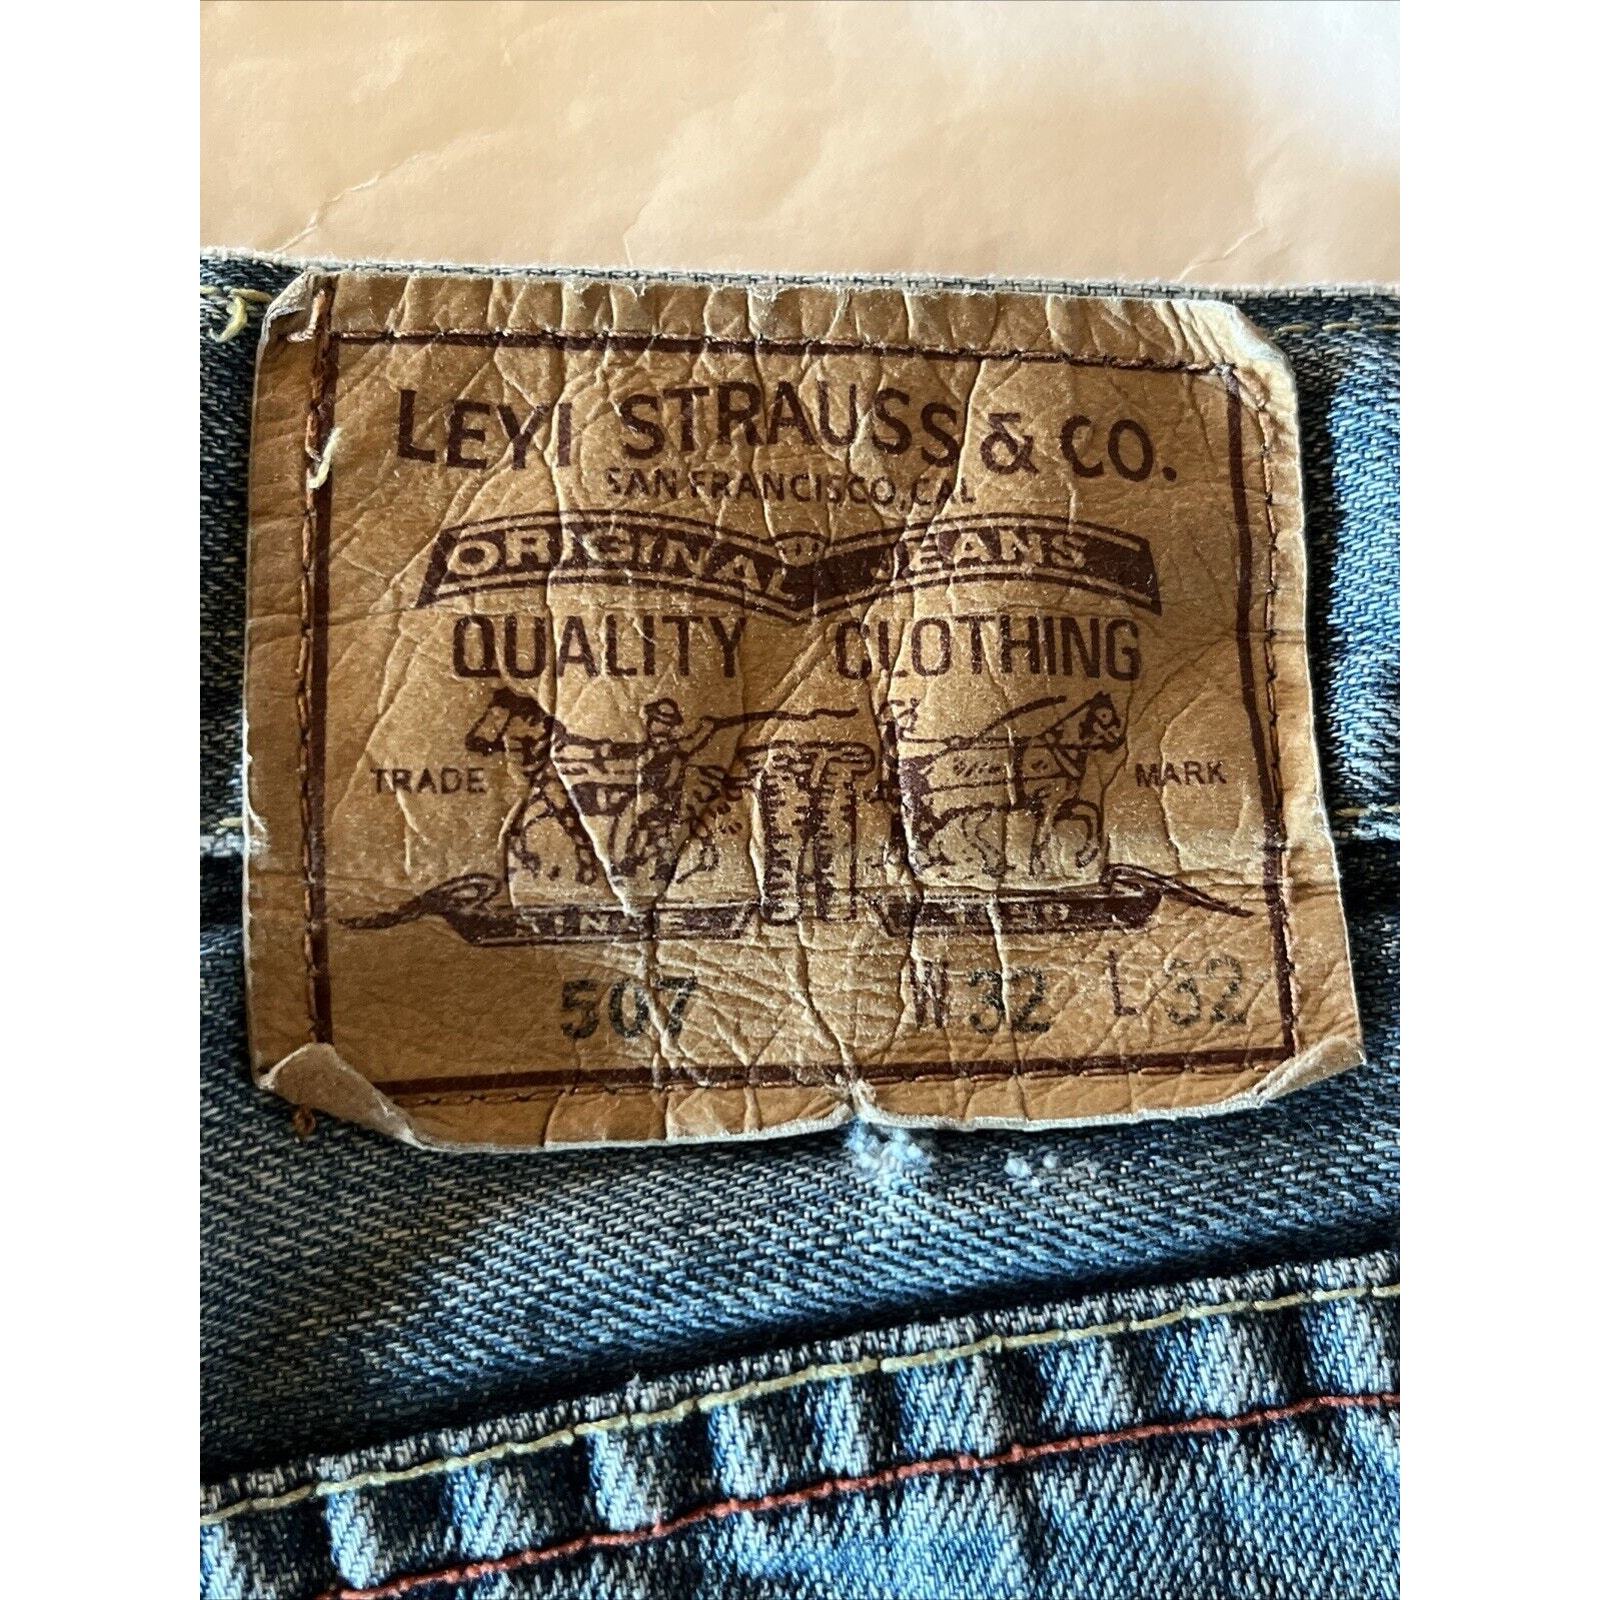 LEVI STRAUSS & CO.
SAN FRANCISCO, CAL
ORIGINAL JEANS
QUALITY CLOTHING
TRADE MARK
507 W 32 L 32